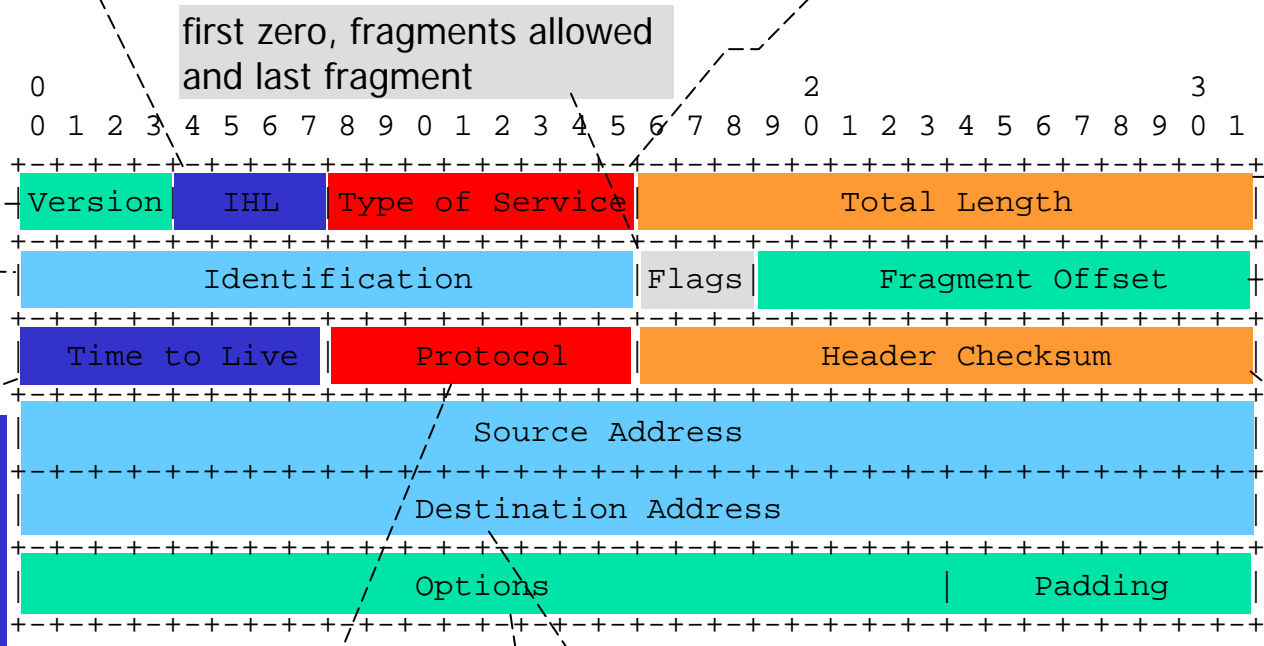 first zero, fragments allowed
and last fragment
0 2 3
0 1 2 3 4 5 6 7 8 9 0 1 2 3 4 5 6 7 8 9 0 1 2 3 4 5 6 7 8 9 0 1
+-+-+-+-+-+-+-+-+-+-+-+-+-+-+-+-+-+-+-+-+-+-+-+-+-+-+-+-+-+-+-+-+
|Version| IHL |Type of Service| Total Length |
+-+-+-+-+-+-+-+-+-+-+-+-+-+-+-+-+-+-+-+-+-+-+-+-+-+-+-+-+-+-+-+-+
| Identification |Flags| Fragment Offset |
+-+-+-+-+-+-+-+-+-+-+-+-+-+-+-+-+-+-+-+-+-+-+-+-+-+-+-+-+-+-+-+-+
| Time to Live | Protocol | Header Checksum |
+-+-+-+-+-+-+-+-+-+-+-+-+-+-+-+-+-+-+-+-+-+-+-+-+-+-+-+-+-+-+-+-+
| Source Address |
+-+-+-+-+-+-+-+-+-+-+-+-+-+-+-+-+-+-+-+-+-+-+-+-+-+-+-+-+-+-+-+-+
| Destination Address |
+-+-+-+-+-+-+-+-+-+-+-+-+-+-+-+-+-+-+-+-+-+-+-+-+-+-+-+-+-+-+-+-+
| Options | Padding |
+-+-+-+-+-+-+-+-+-+-+-+-+-+-+-+-+-+-+-+-+-+-+-+-+-+-+-+-+-+-+-+-+